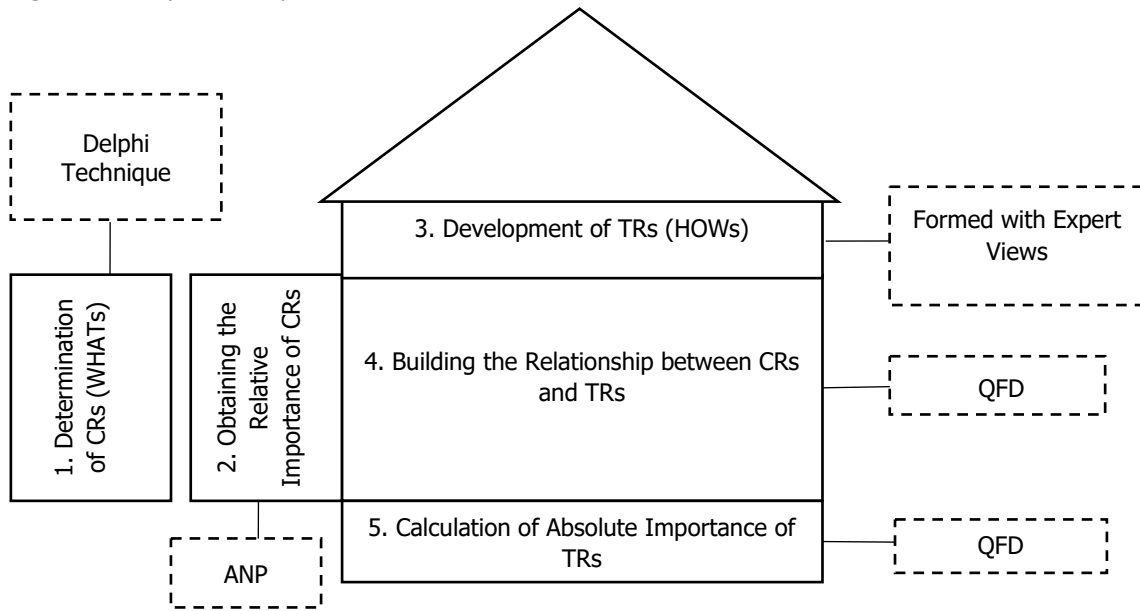 Delphi
Technique
3. Development of TRs (HOWs)
Formed with Expert
Views
1. Determination
of CRs (WHATs)
2. Obtaining the
Relative
Importance of CRs
4. Building the Relationship between CRs
and TRs
QFD
5. Calculation of Absolute Importance of
TRs
QFD
ANP